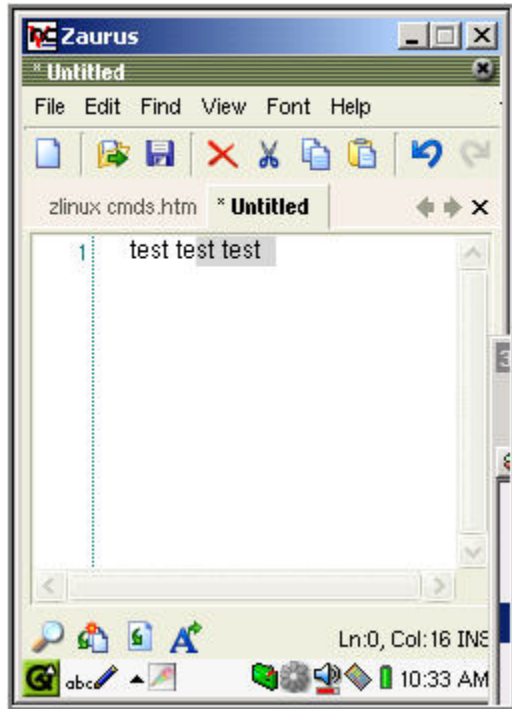 Zaurus
* Untitled
File Edit Find View Font Help
zlinux cmds.htm * Untitled
1 test test test
Ln:0, Col:16 INS
abc 10:33 AM